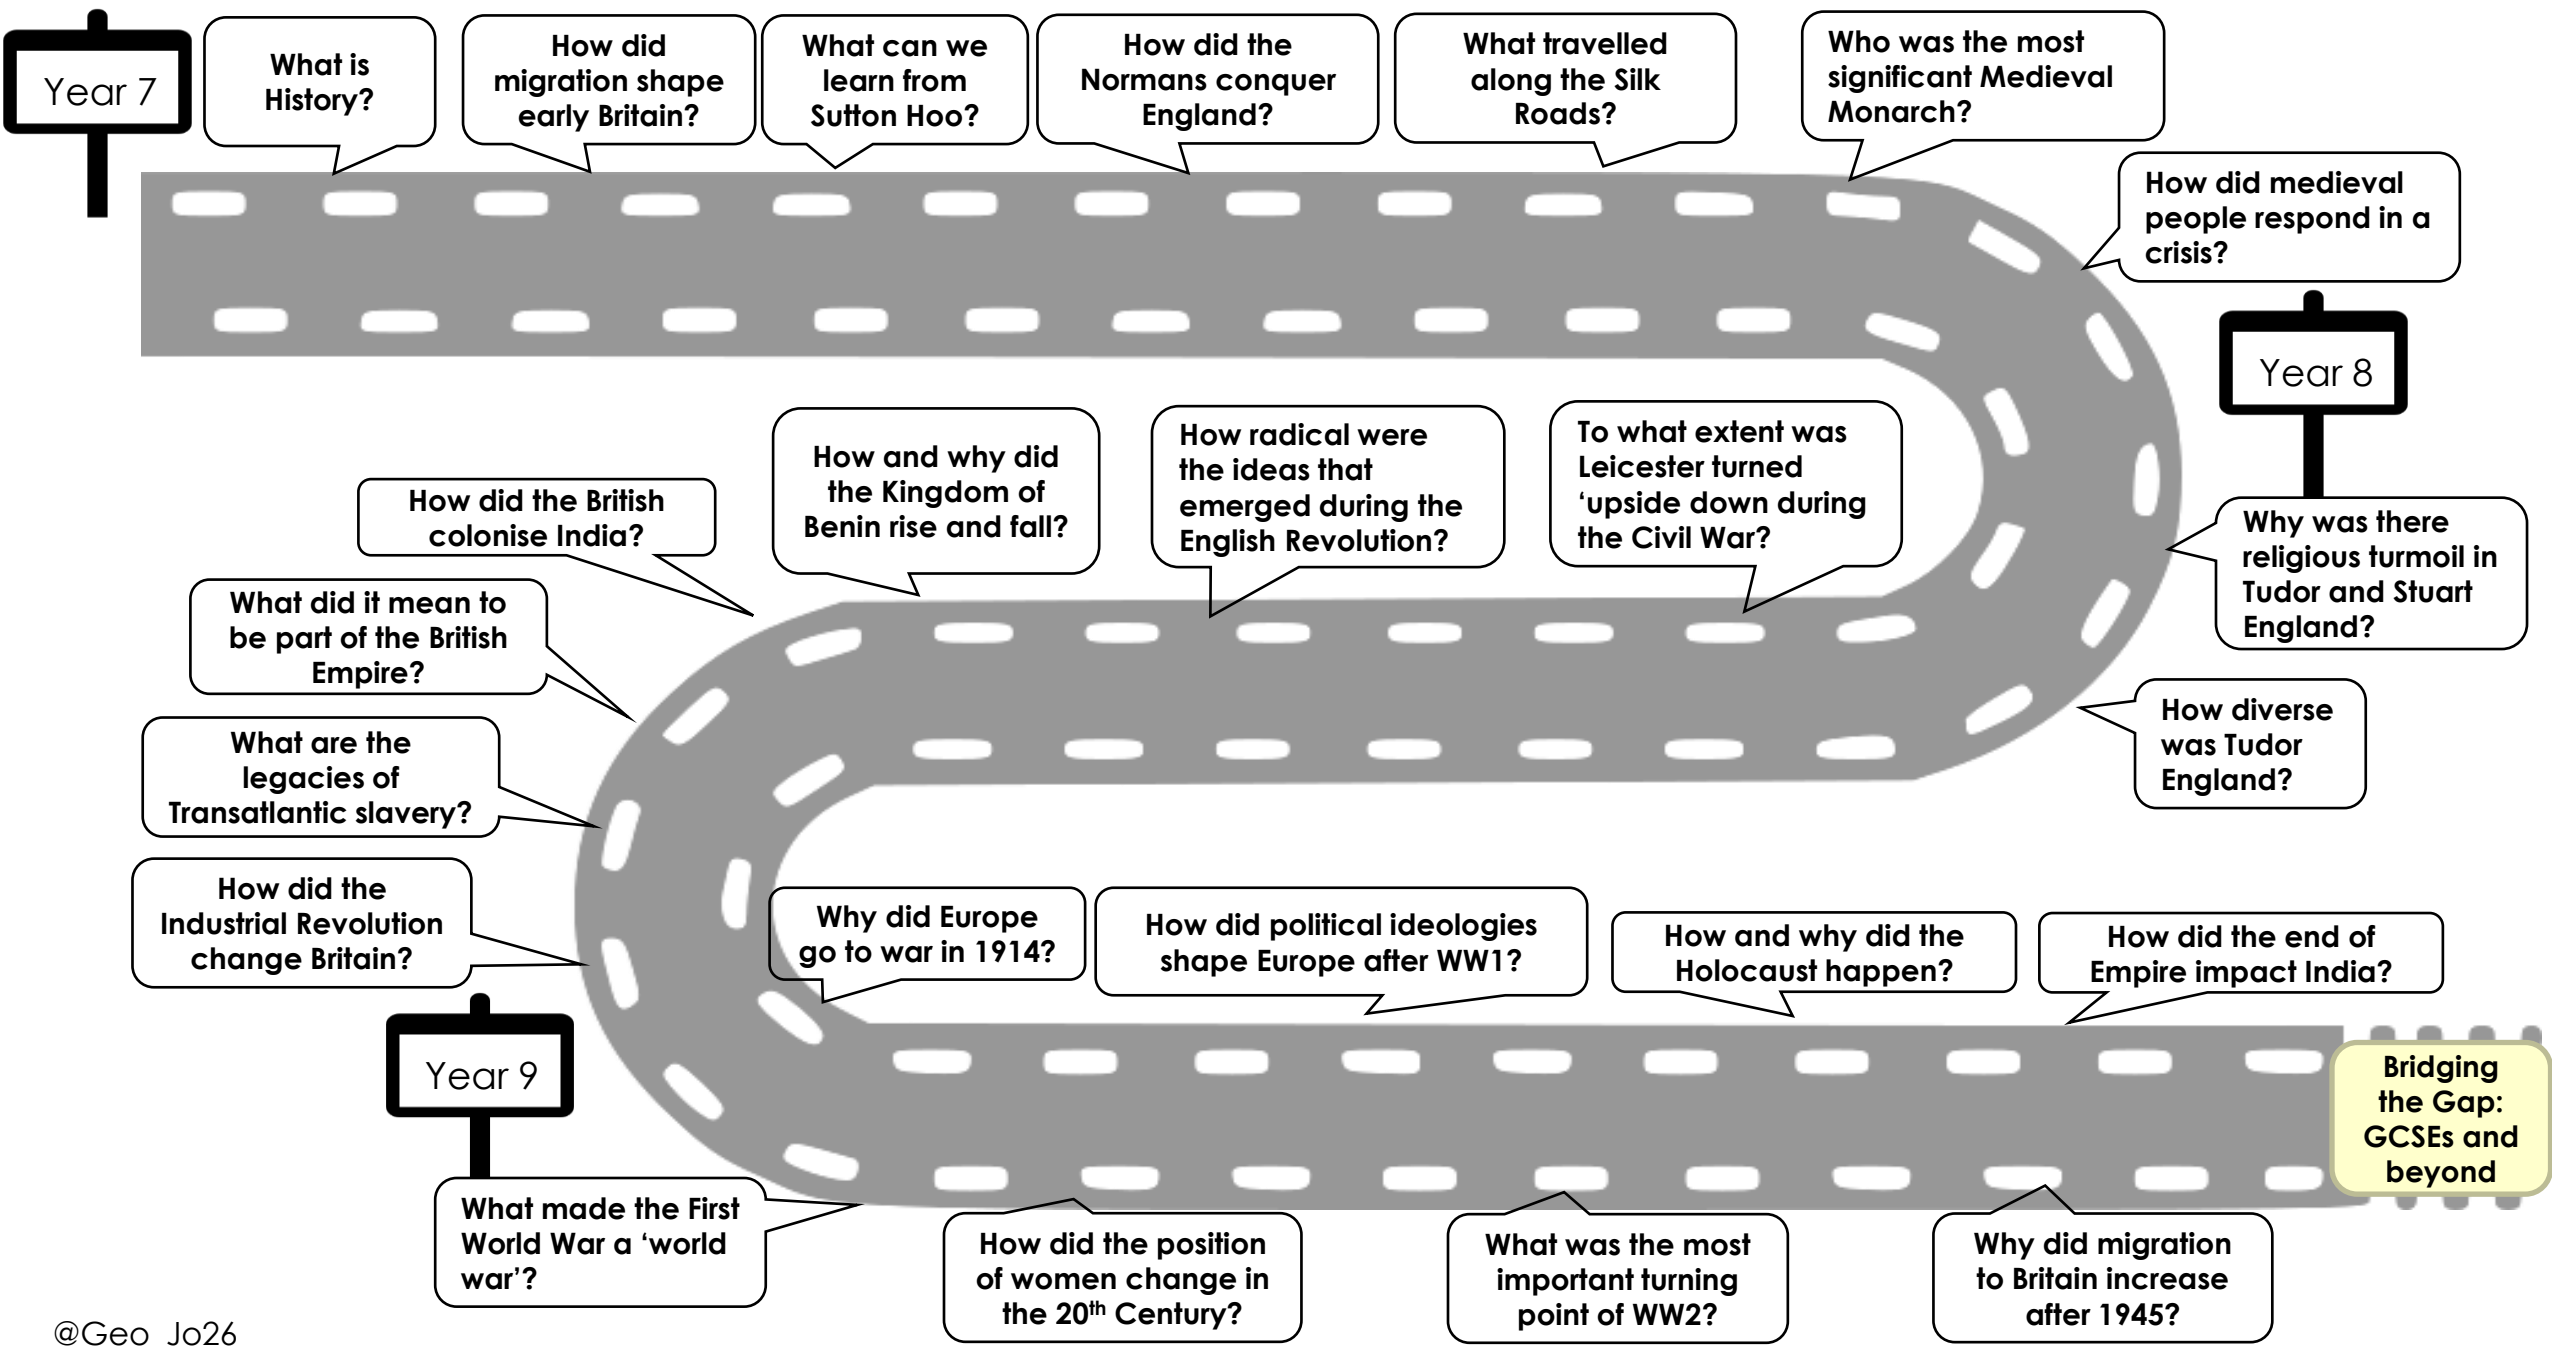 Year 7
What is
History?
How did
migration shape
early Britain?
What can we
learn from
Sutton Hoo?
How did the
Normans conquer
England?
What travelled
along the Silk
Roads?
Who was the most
significant Medieval
Monarch?
How did medieval
people respond in a
crisis?
Year 8
Why was there
religious turmoil in
Tudor and Stuart
England?
How diverse
was Tudor
England?
To what extent was
Leicester turned
‘upside down during
the Civil War?
How radical were
the ideas that
emerged during the
English Revolution?
How and why did
the Kingdom of
Benin rise and fall?
How did the British
colonise India?
What did it mean to
be part of the British
Empire?
What are the
legacies of
Transatlantic slavery?
How did the
Industrial Revolution
change Britain?
Year 9
Why did Europe
go to war in 1914?
What made the First
World War a ‘world
war’?
How did the position
of women change in
the 20th Century?
How did political ideologies
shape Europe after WW1?
What was the most
important turning
point of WW2?
How and why did the
Holocaust happen?
How did the end of
Empire impact India?
Why did migration
to Britain increase
after 1945?
Bridging
the Gap:
GCSEs and
beyond
@Geo Jo26